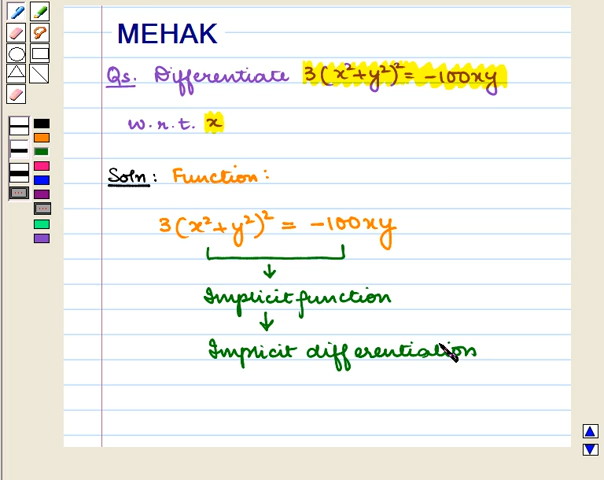 MEHAK
Qs. Differentiate 3(x²+y²)² = -100xy
w.r.t. x
Soln: Function:
3(x²+y²)² = -100xy
Implicit function
Implicit differentiation